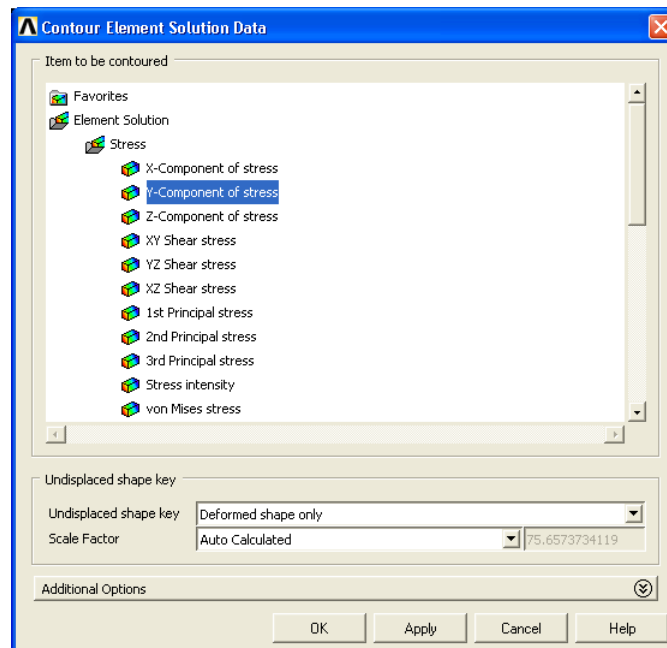 Contour Element Solution Data
Item to be contoured
Favorites
Element Solution
Stress
X-Component of stress
Y-Component of stress
Z-Component of stress
XY Shear stress
YZ Shear stress
XZ Shear stress
1st Principal stress
2nd Principal stress
3rd Principal stress
Stress intensity
von Mises stress
Undisplaced shape key
Undisplaced shape key Deformed shape only
Scale Factor Auto Calculated 75.6573734119
Additional Options
OK Apply Cancel Help